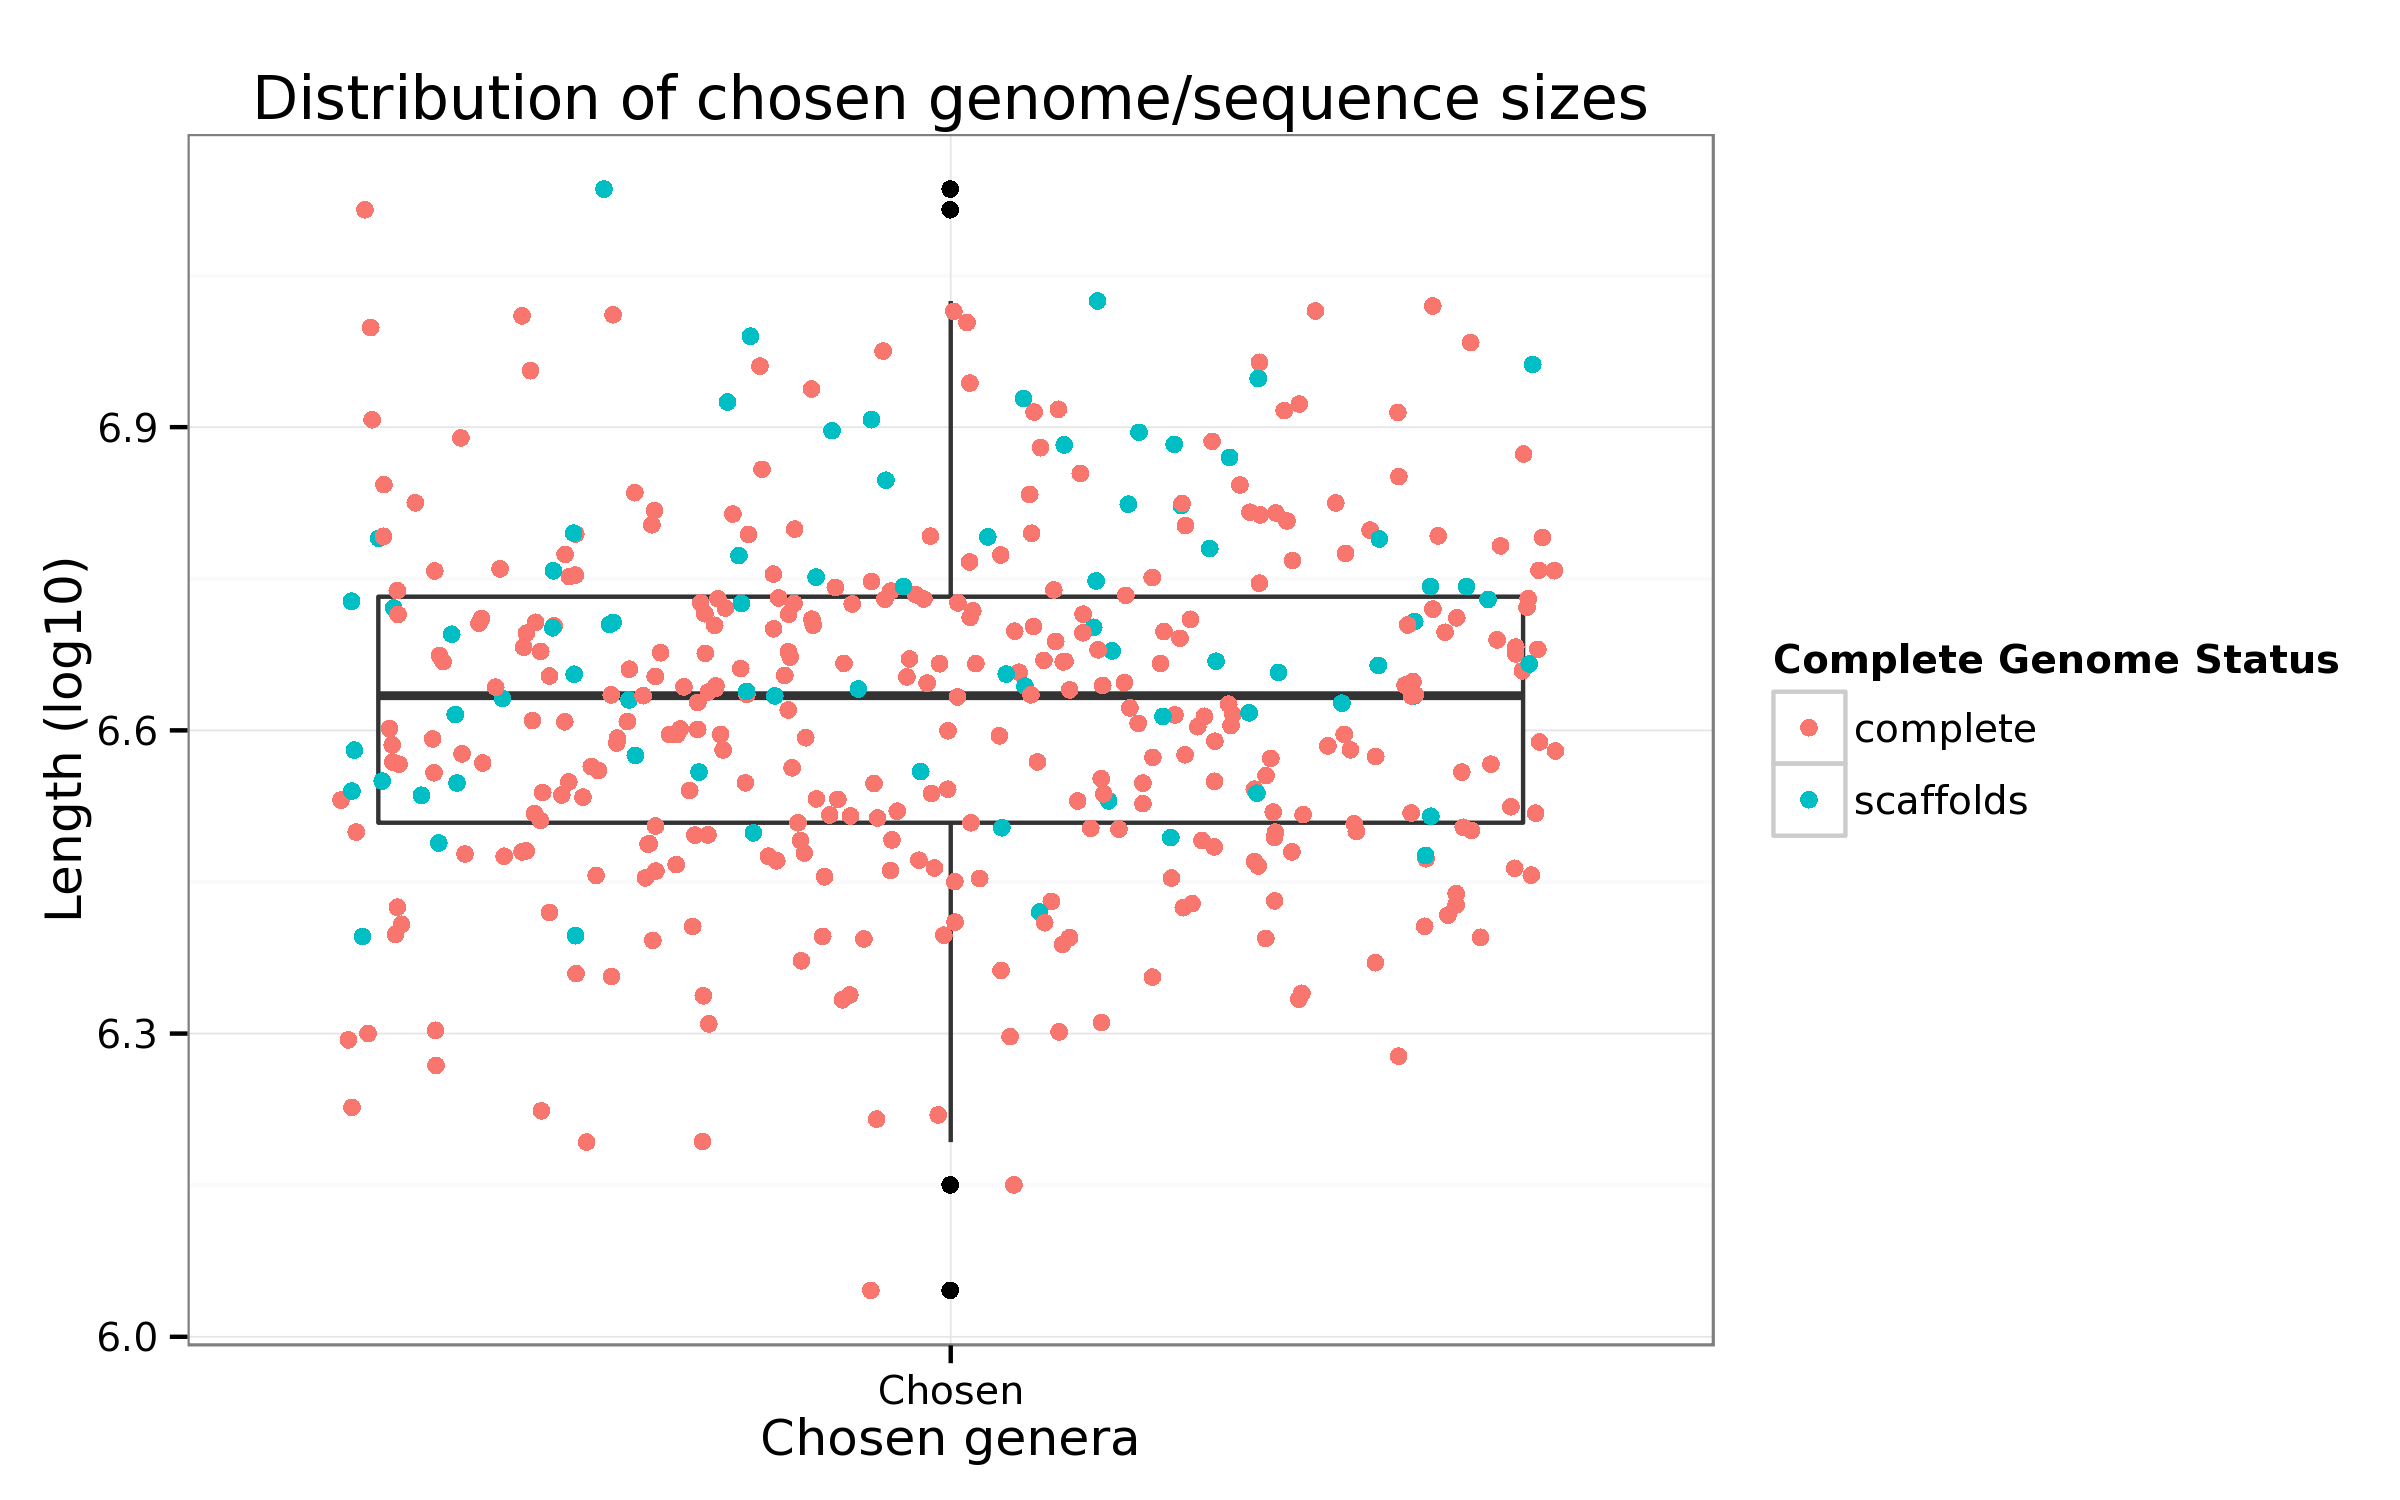 Distribution of chosen genome/sequence sizes
Length (log10)
6.9
6.6
6.3
6.0
Chosen
Chosen genera
Complete Genome Status
complete
scaffolds